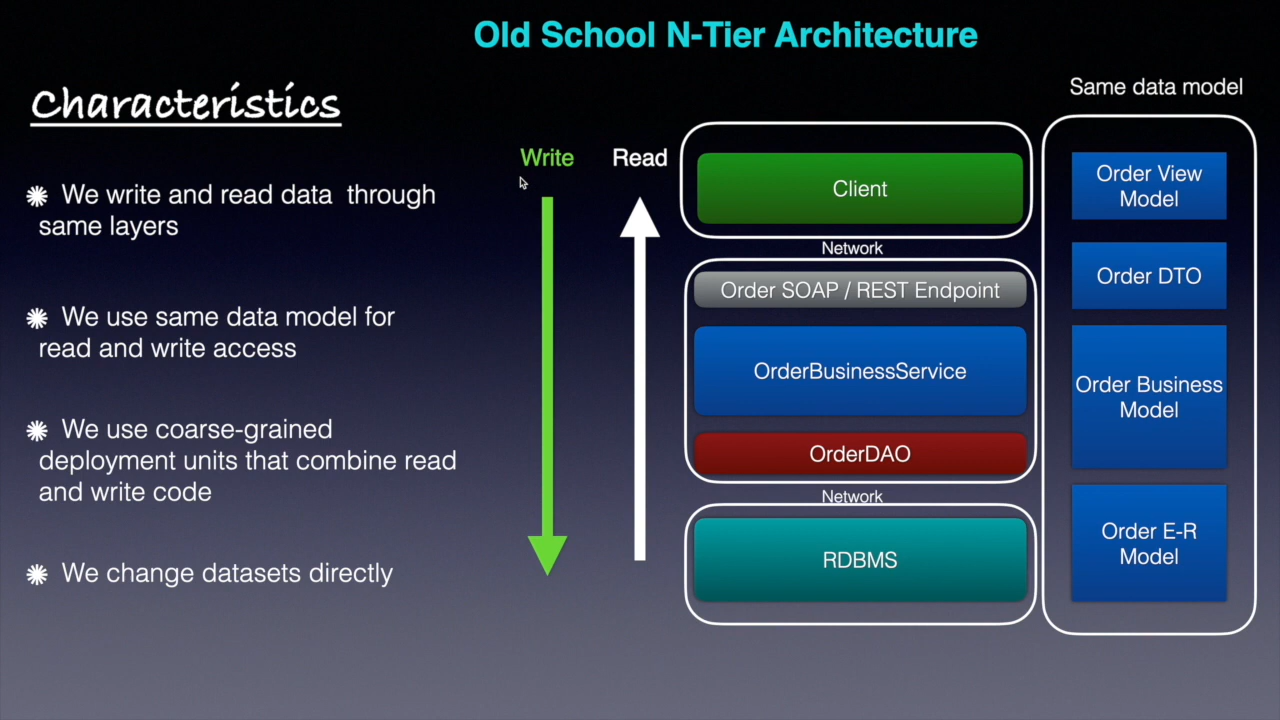 Old School N-Tier Architecture
Characteristics
We write and read data through
same layers
We use same data model for
read and write access
We use coarse-grained
deployment units that combine read
and write code
We change datasets directly
Write
Read
Client
Network
Order SOAP / REST Endpoint
OrderBusinessService
OrderDAO
Network
RDBMS
Same data model
Order View
Model
Order DTO
Order Business
Model
Order E-R
Model